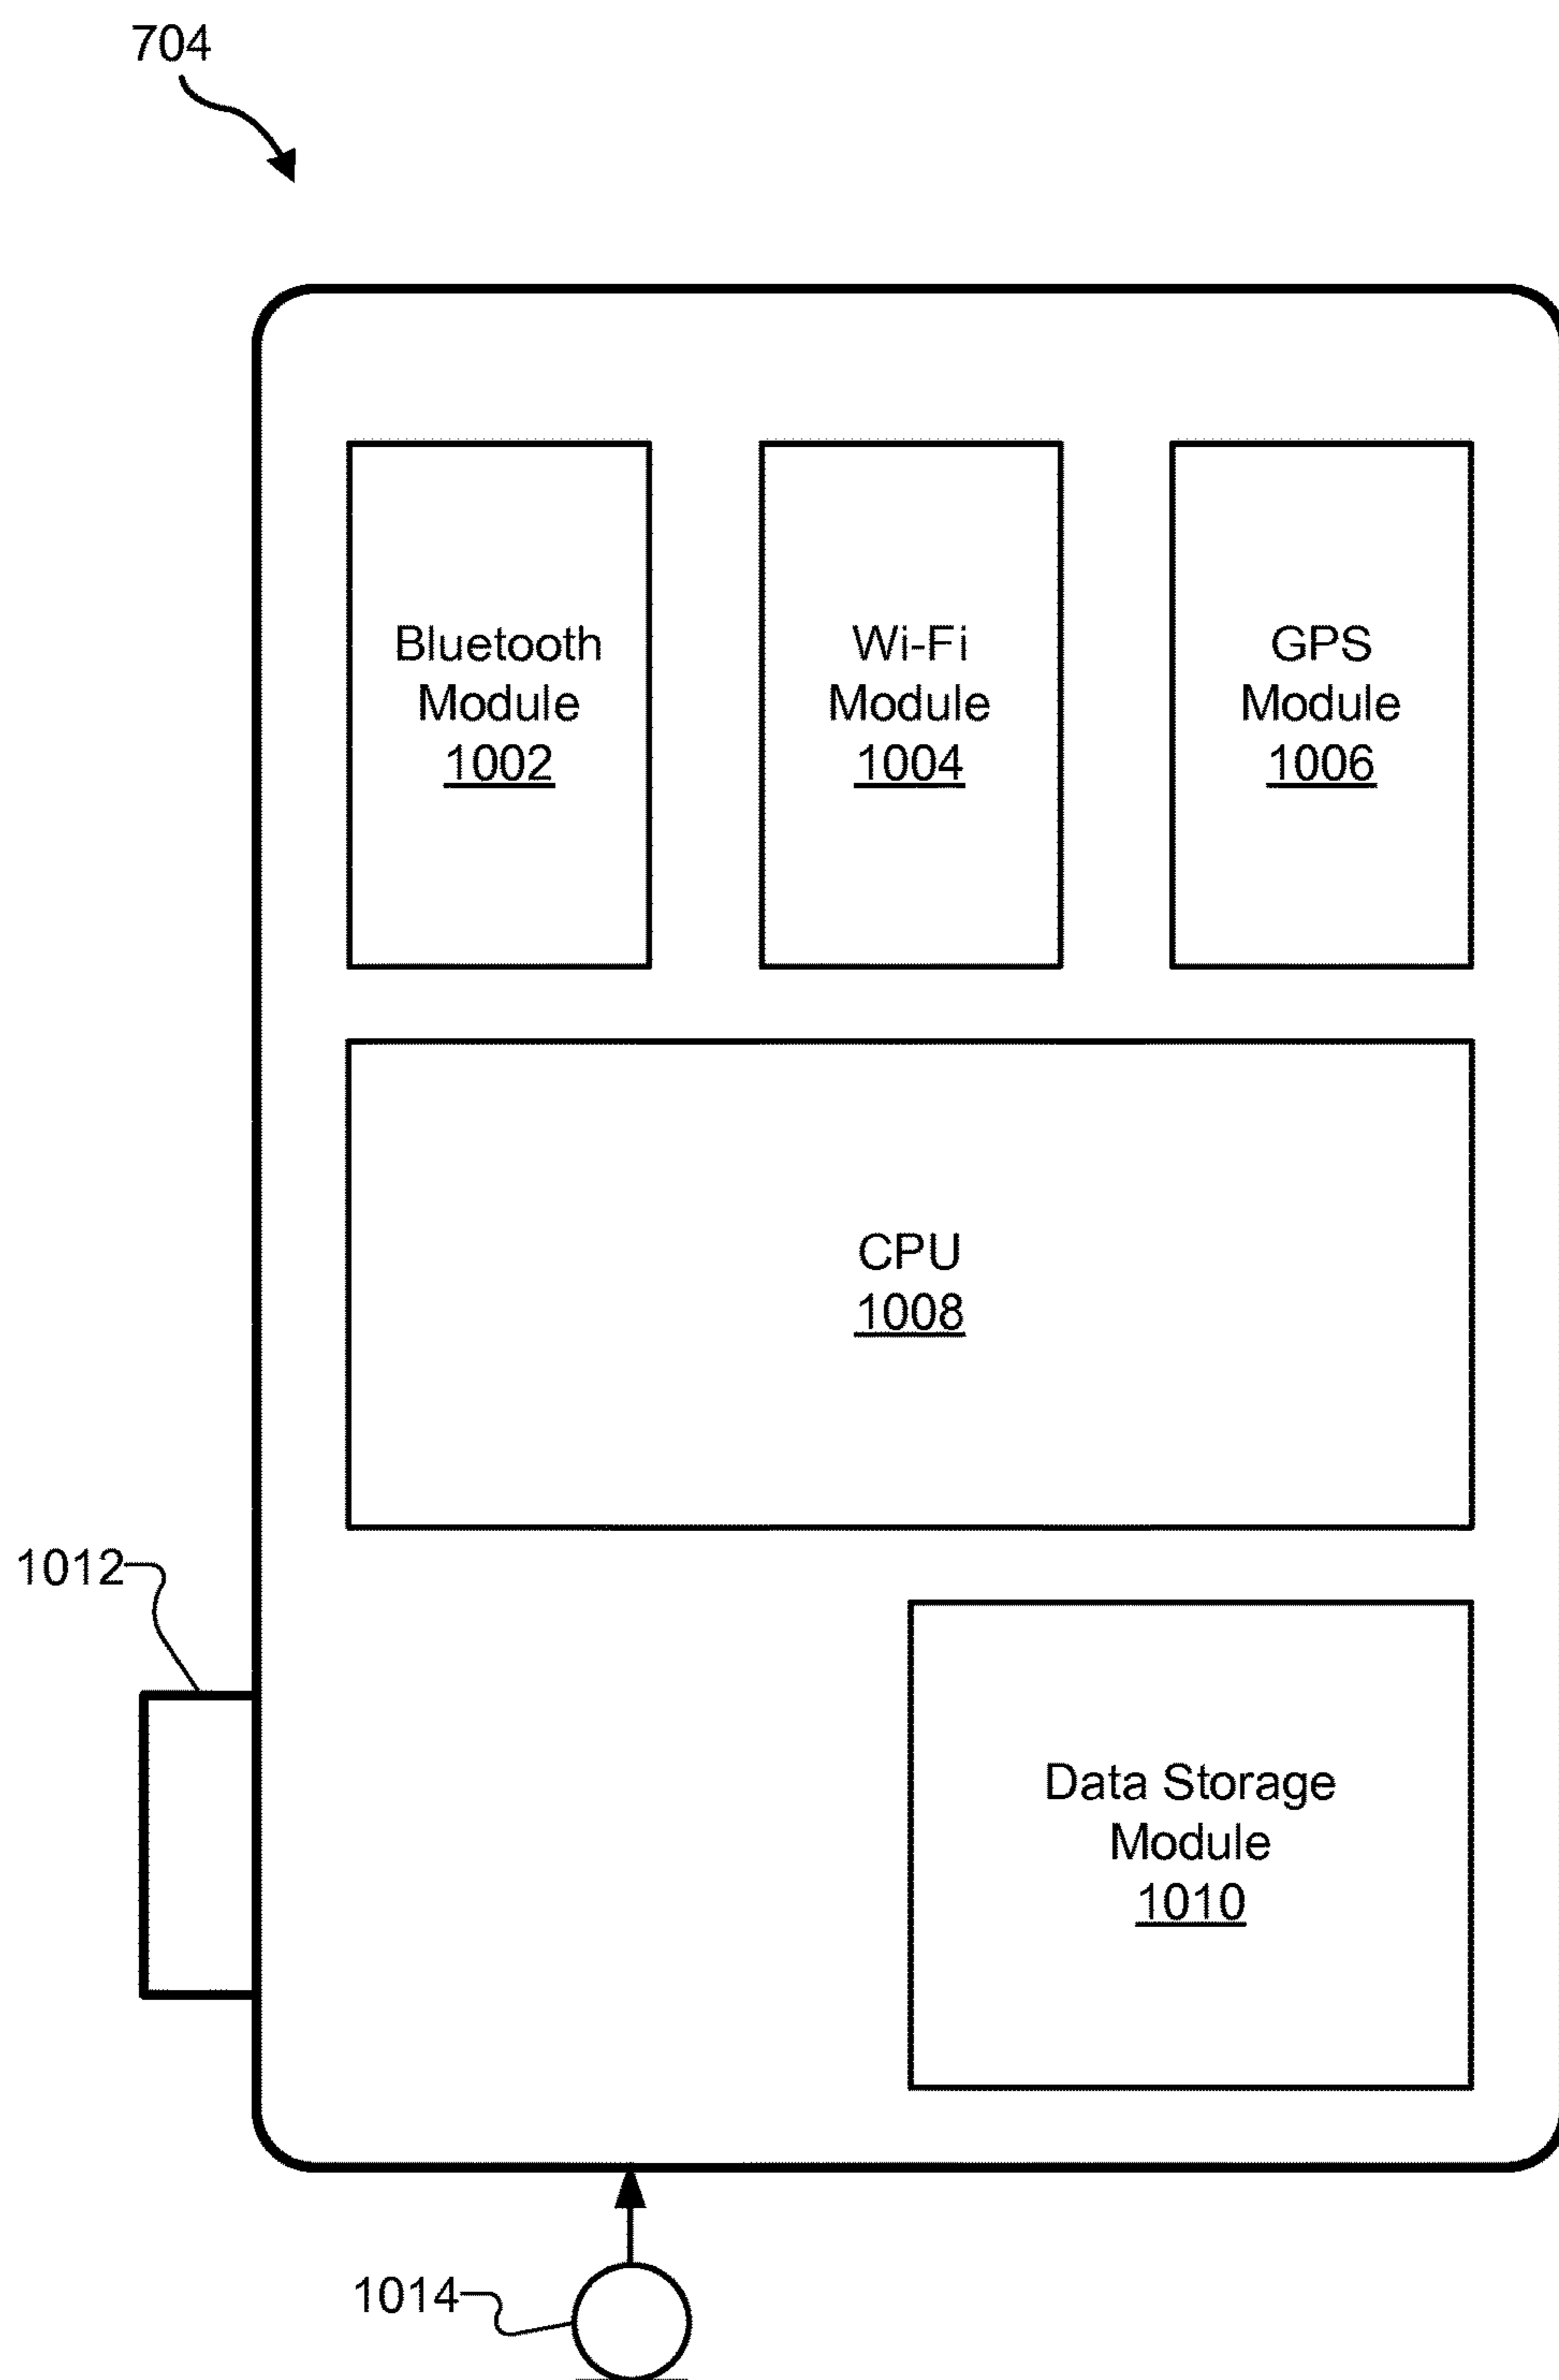 704
Bluetooth
Module
1002
Wi-Fi
Module
1004
GPS
Module
1006
CPU
1008
1012
Data Storage
Module
1010
1014